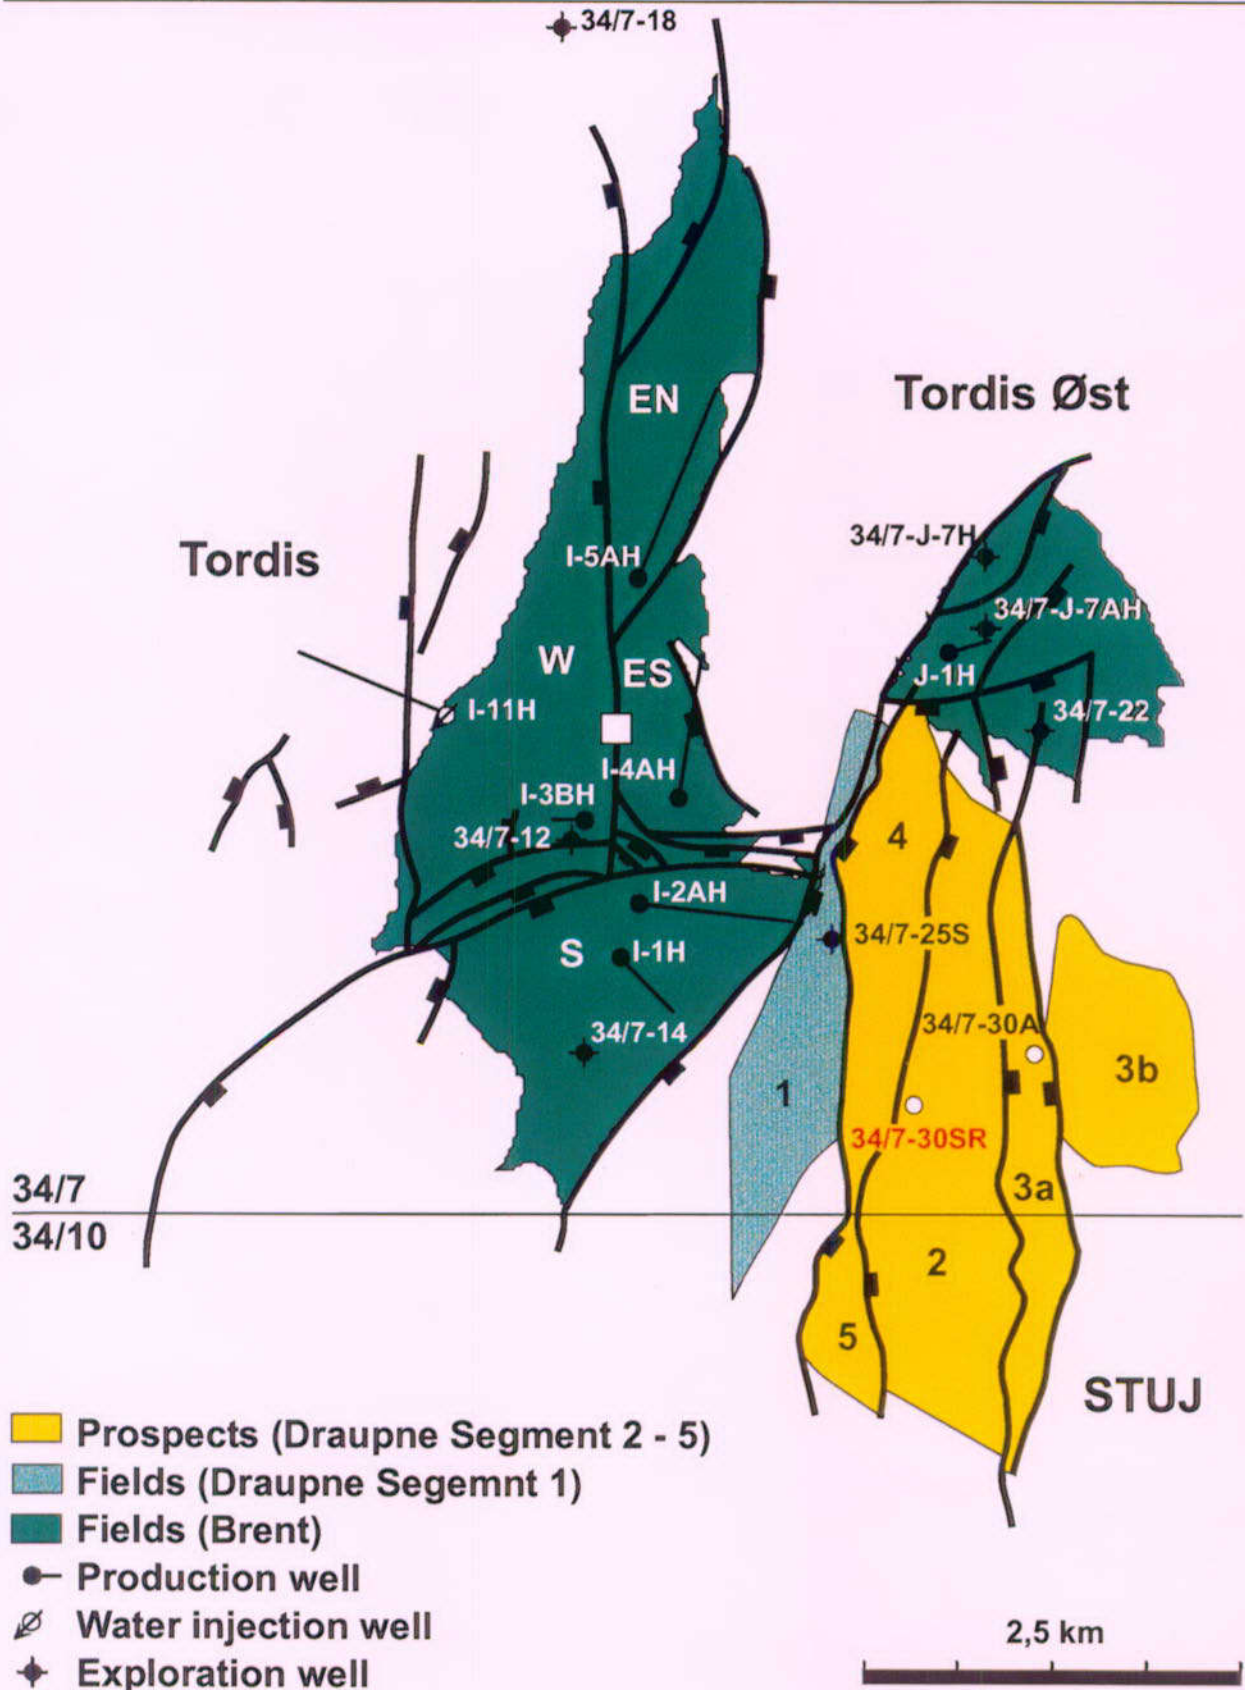 34/7-18
EN
Tordis Øst
Tordis
34/7-J-7H
I-5AH
34/7-J-7AH
W
ES
J-1H
I-11H
34/7-22
I-4AH
I-3BH
34/7-12
4
I-2AH
34/7-25S
S
I-1H
34/7-30A
34/7-14
3b
1
34/7-30SR
34/7
3a
34/10
2
5
STUJ
Prospects (Draupne Segment 2 - 5)
Fields (Draupne Segemnt 1)
Fields (Brent)
Production well
Water injection well
2,5 km
Exploration well